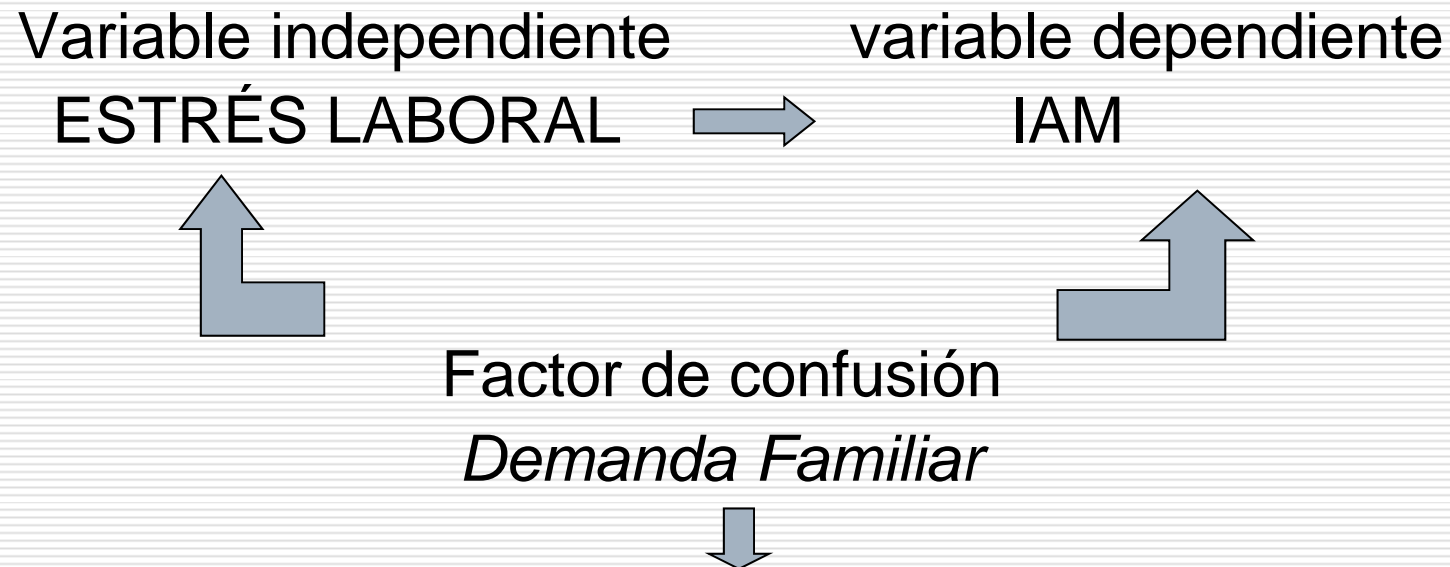 Variable independiente variable dependiente
ESTRÉS LABORAL IAM
Factor de confusión
Demanda Familiar